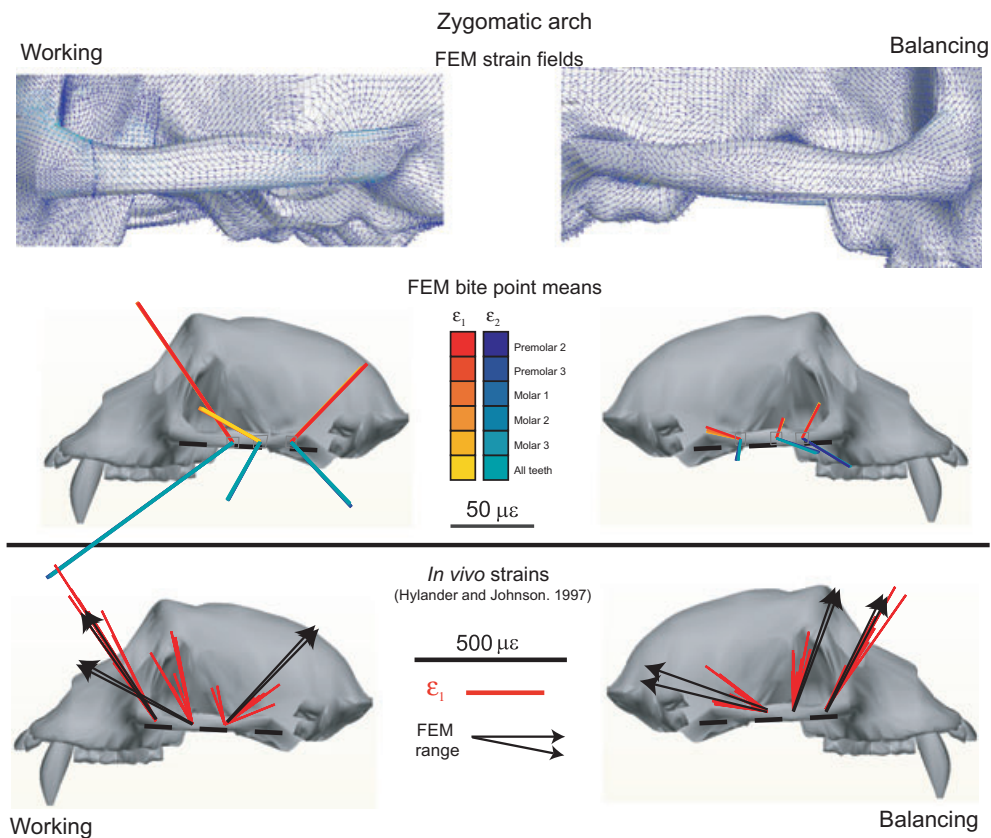 Zygomatic arch
Working
Balancing
FEM strain fields
FEM bite point means
ε1 ε2
Premolar 2
Premolar 3
Molar 1
Molar 2
Molar 3
All teeth
50 με
In vivo strains
(Hylander and Johnson. 1997)
500 με
ε1
FEM
range
Working
Balancing